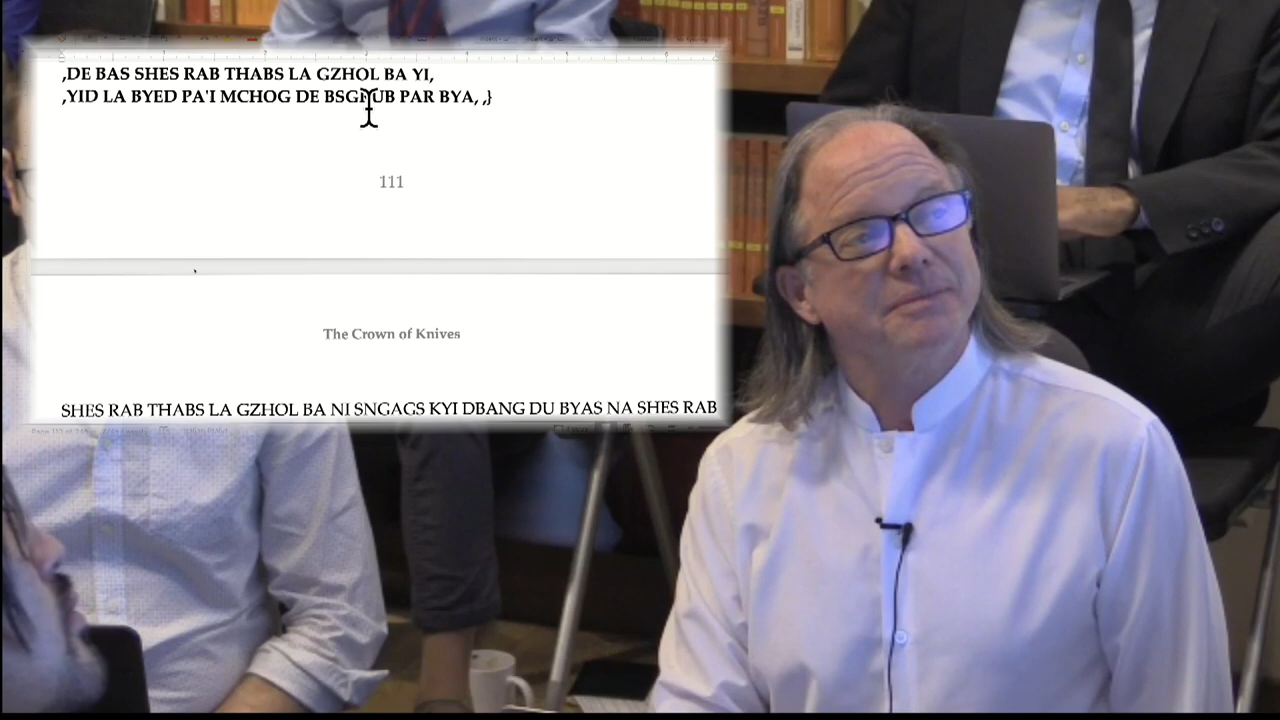 ,DE BAS SHES RAB THABS LA GZHOL BA YI,
,YID LA BYED PA'I MCHOG DE BSGRUB PAR BYA, ,}
111
The Crown of Knives
SHES RAB THABS LA GZHOL BA NI SNGAGS KYI DBANG DU BYAS NA SHES RAB